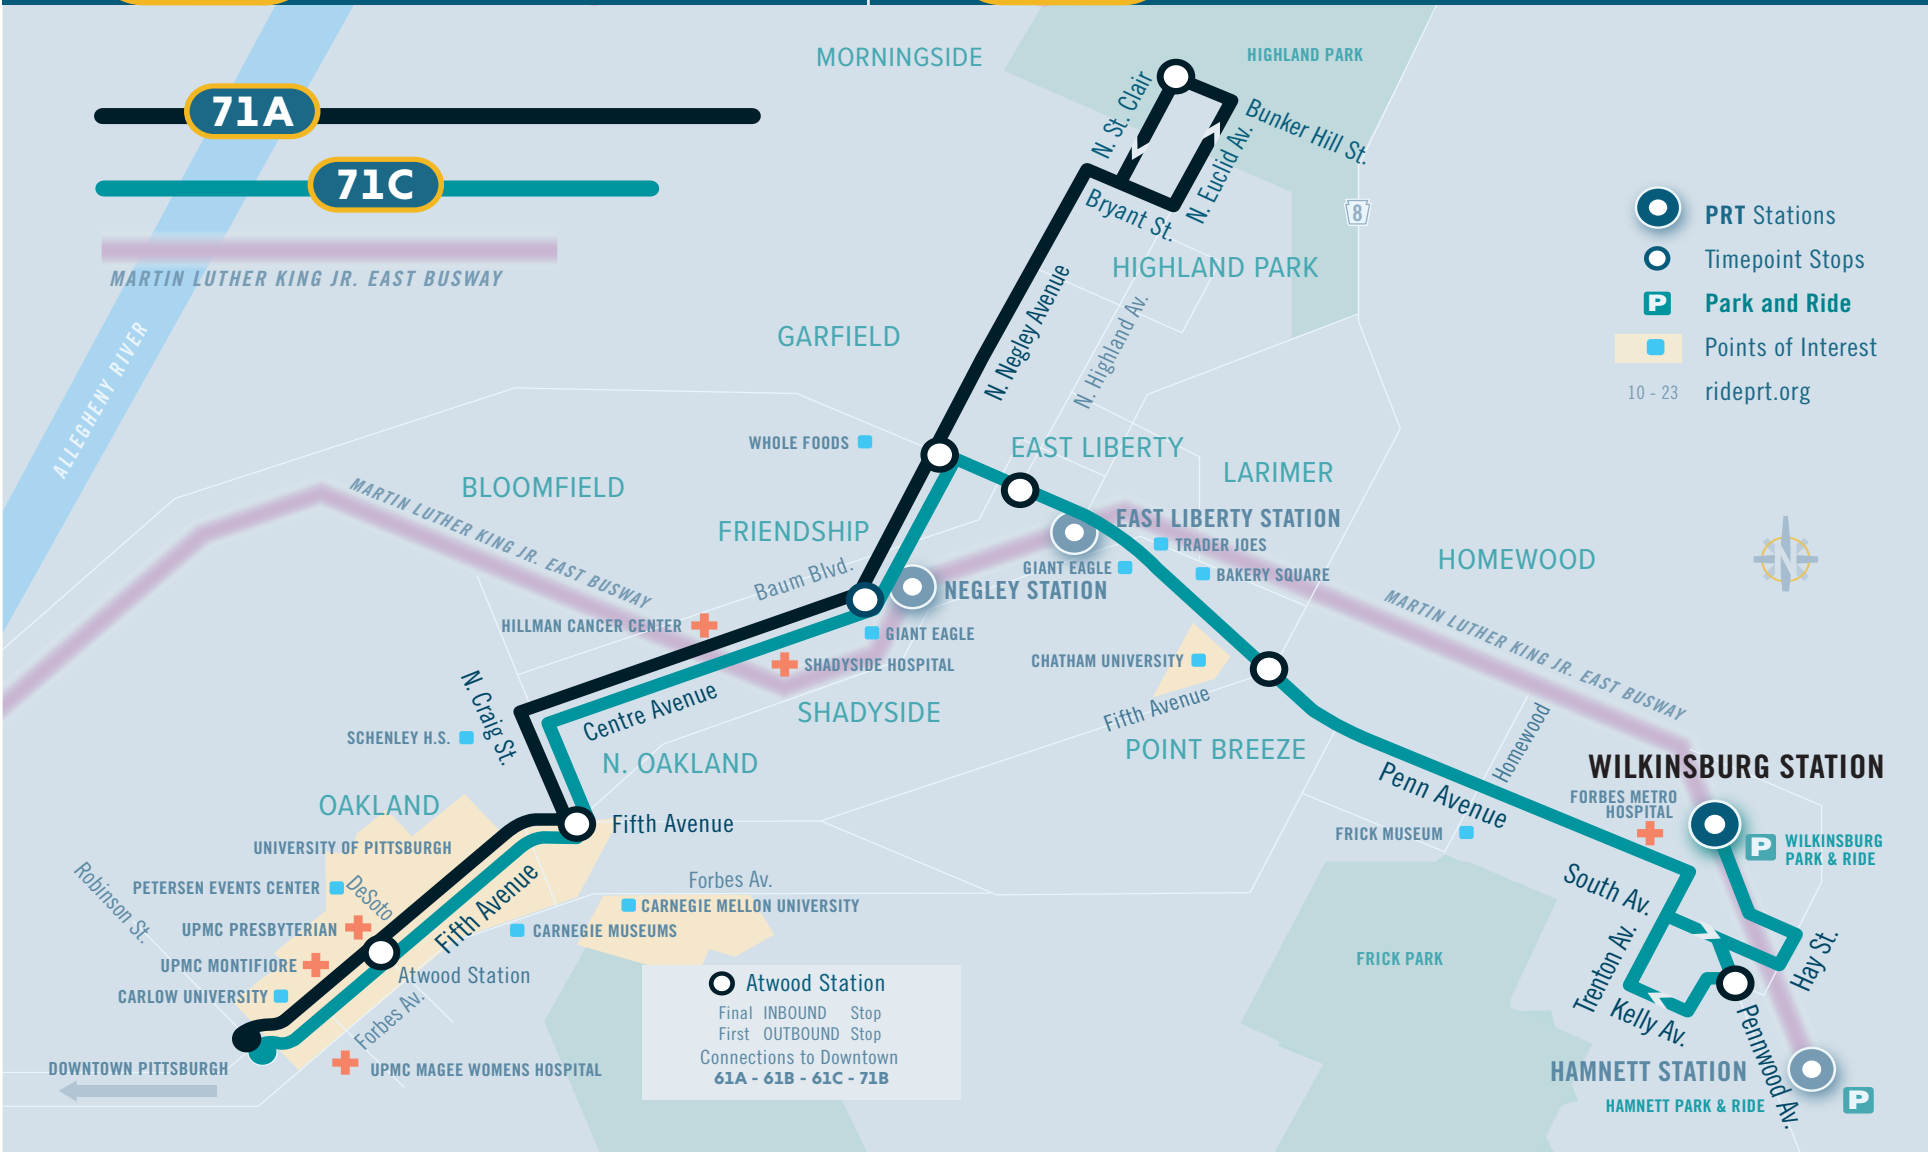 MORNINGSIDE
HIGHLAND PARK
71A
71C
MARTIN LUTHER KING JR. EAST BUSWAY
ALLEGHENY RIVER
N. St. Clair
Bunker Hill St.
N. Euclid Av.
Bryant St.
8
HIGHLAND PARK
PRT Stations
Timepoint Stops
P Park and Ride
Points of Interest
10 - 23 rideprt.org
GARFIELD
N. Negley Avenue
N. Highland Av.
WHOLE FOODS
EAST LIBERTY
LARIMER
BLOOMFIELD
MARTIN LUTHER KING JR. EAST BUSWAY
FRIENDSHIP
EAST LIBERTY STATION
TRADER JOES
GIANT EAGLE
BAKERY SQUARE
HOMEWOOD
N
Baum Blvd.
NEGLEY STATION
HILLMAN CANCER CENTER
GIANT EAGLE
SHADYSIDE HOSPITAL
CHATHAM UNIVERSITY
MARTIN LUTHER KING JR. EAST BUSWAY
N. Craig St.
Centre Avenue
SHADYSIDE
Fifth Avenue
SCHENLEY H.S.
N. OAKLAND
POINT BREEZE
Homewood
Penn Avenue
WILKINSBURG STATION
FORBES METRO
HOSPITAL
OAKLAND
Fifth Avenue
FRICK MUSEUM
P
WILKINSBURG
PARK & RIDE
UNIVERSITY OF PITTSBURGH
Robinson St.
PETERSEN EVENTS CENTER
DeSoto
Fifth Avenue
Forbes Av.
CARNEGIE MELLON UNIVERSITY
CARNEGIE MUSEUMS
UPMC PRESBYTERIAN
UPMC MONTIFIORE
Atwood Station
CARLOW UNIVERSITY
Forbes Av.
South Av.
Trenton Av.
Hay St.
FRICK PARK
Kelly Av.
Pennwood Av.
Atwood Station
Final INBOUND Stop
First OUTBOUND Stop
Connections to Downtown
61A - 61B - 61C - 71B
DOWNTOWN PITTSBURGH
UPMC MAGEE WOMENS HOSPITAL
HAMNETT STATION
HAMNETT PARK & RIDE
P